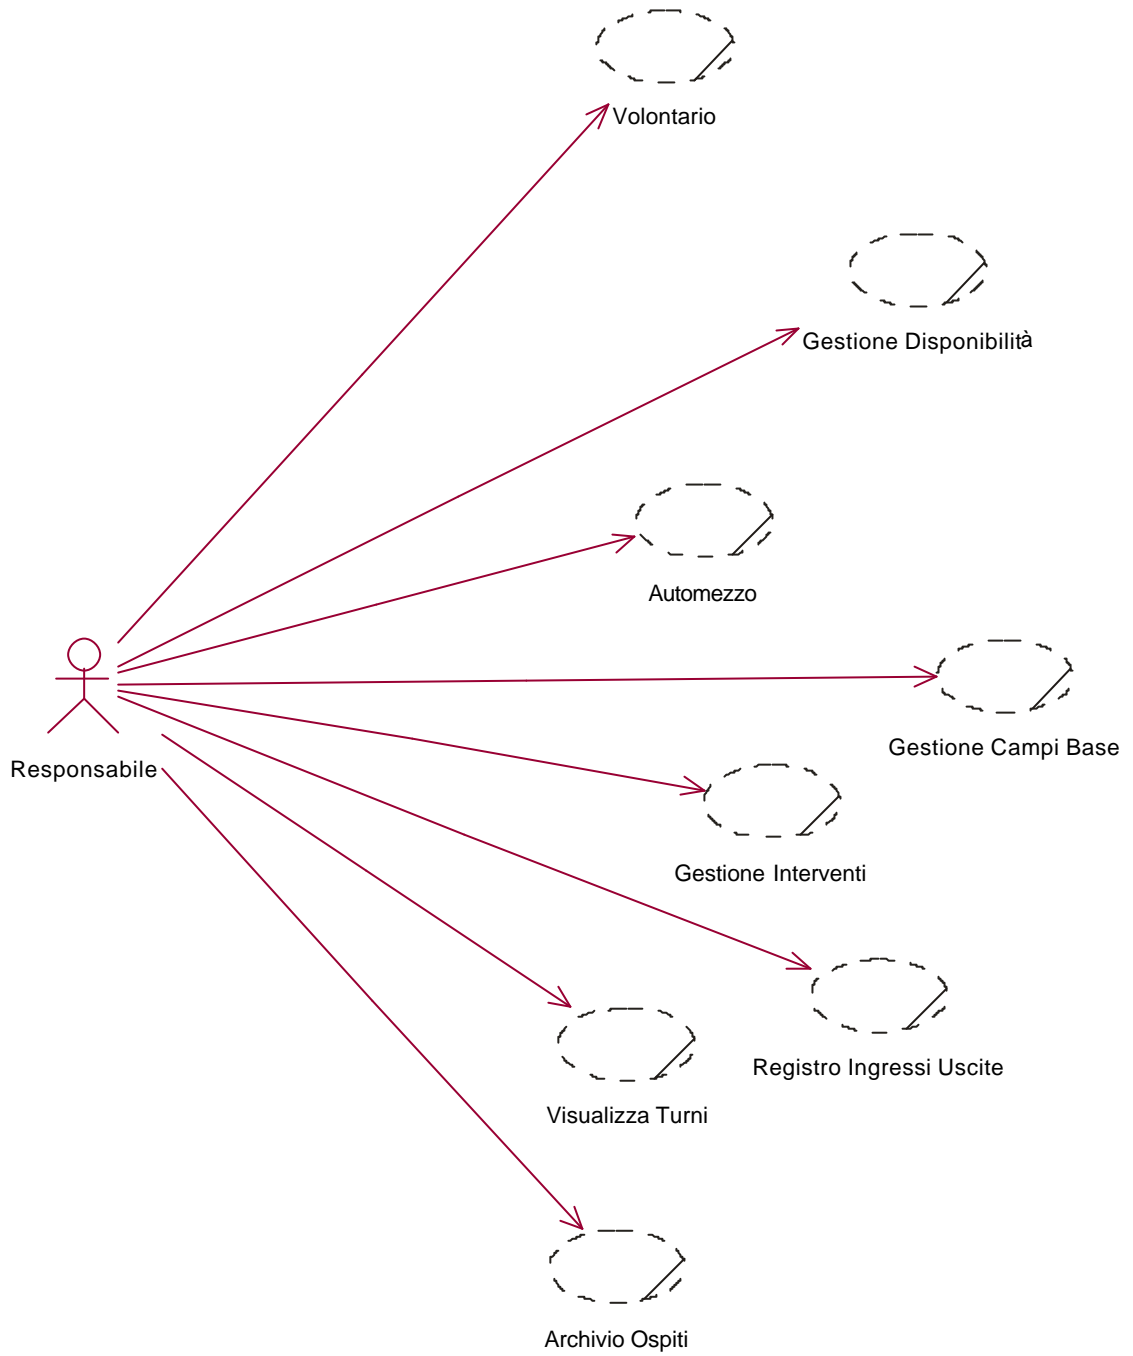 Volontario
Gestione Disponibilità
Automezzo
Gestione Campi Base
Responsabile
Gestione Interventi
Registro Ingressi Uscite
Visualizza Turni
Archivio Ospiti